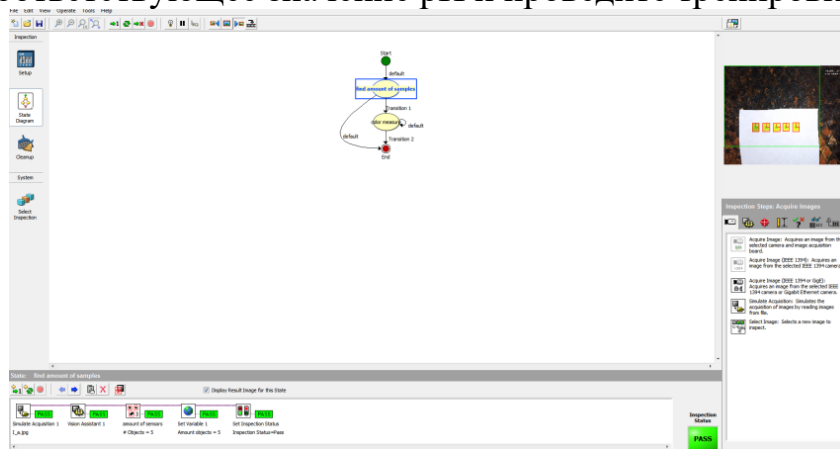 оответствующее значение pH и проводите тренировк
File Edit View Operate Tools Help
Inspection
Setup
State
Diagram
Cleanup
System
Select
Inspection
Start
default
find amount of samples
Transition 1
color measure
default
default
Transition 2
End
Inspection Steps: Acquire Images
Acquire Image: Acquires an image from the
selected camera and image acquisition
board.
Acquire Image (IEEE 1394): Acquires an
image from the selected IEEE 1394 camera.
Acquire Image (IEEE 1394 or GigE):
Acquires an image from the selected IEEE
1394 camera or Gigabit Ethernet camera.
Simulate Acquisition: Simulates the
acquisition of images by reading images
from file.
Select Image: Selects a new image to
inspect.
State: find amount of samples
Display Result Image for this State
PASS PASS PASS PASS PASS
Simulate Acquisition 1 Vision Assistant 1 amount of sensors Set Variable 1 Set Inspection Status
1_a.jpg # Objects = 5 Amount objects = 5 Inspection Status=Pass
Inspection
Status
PASS